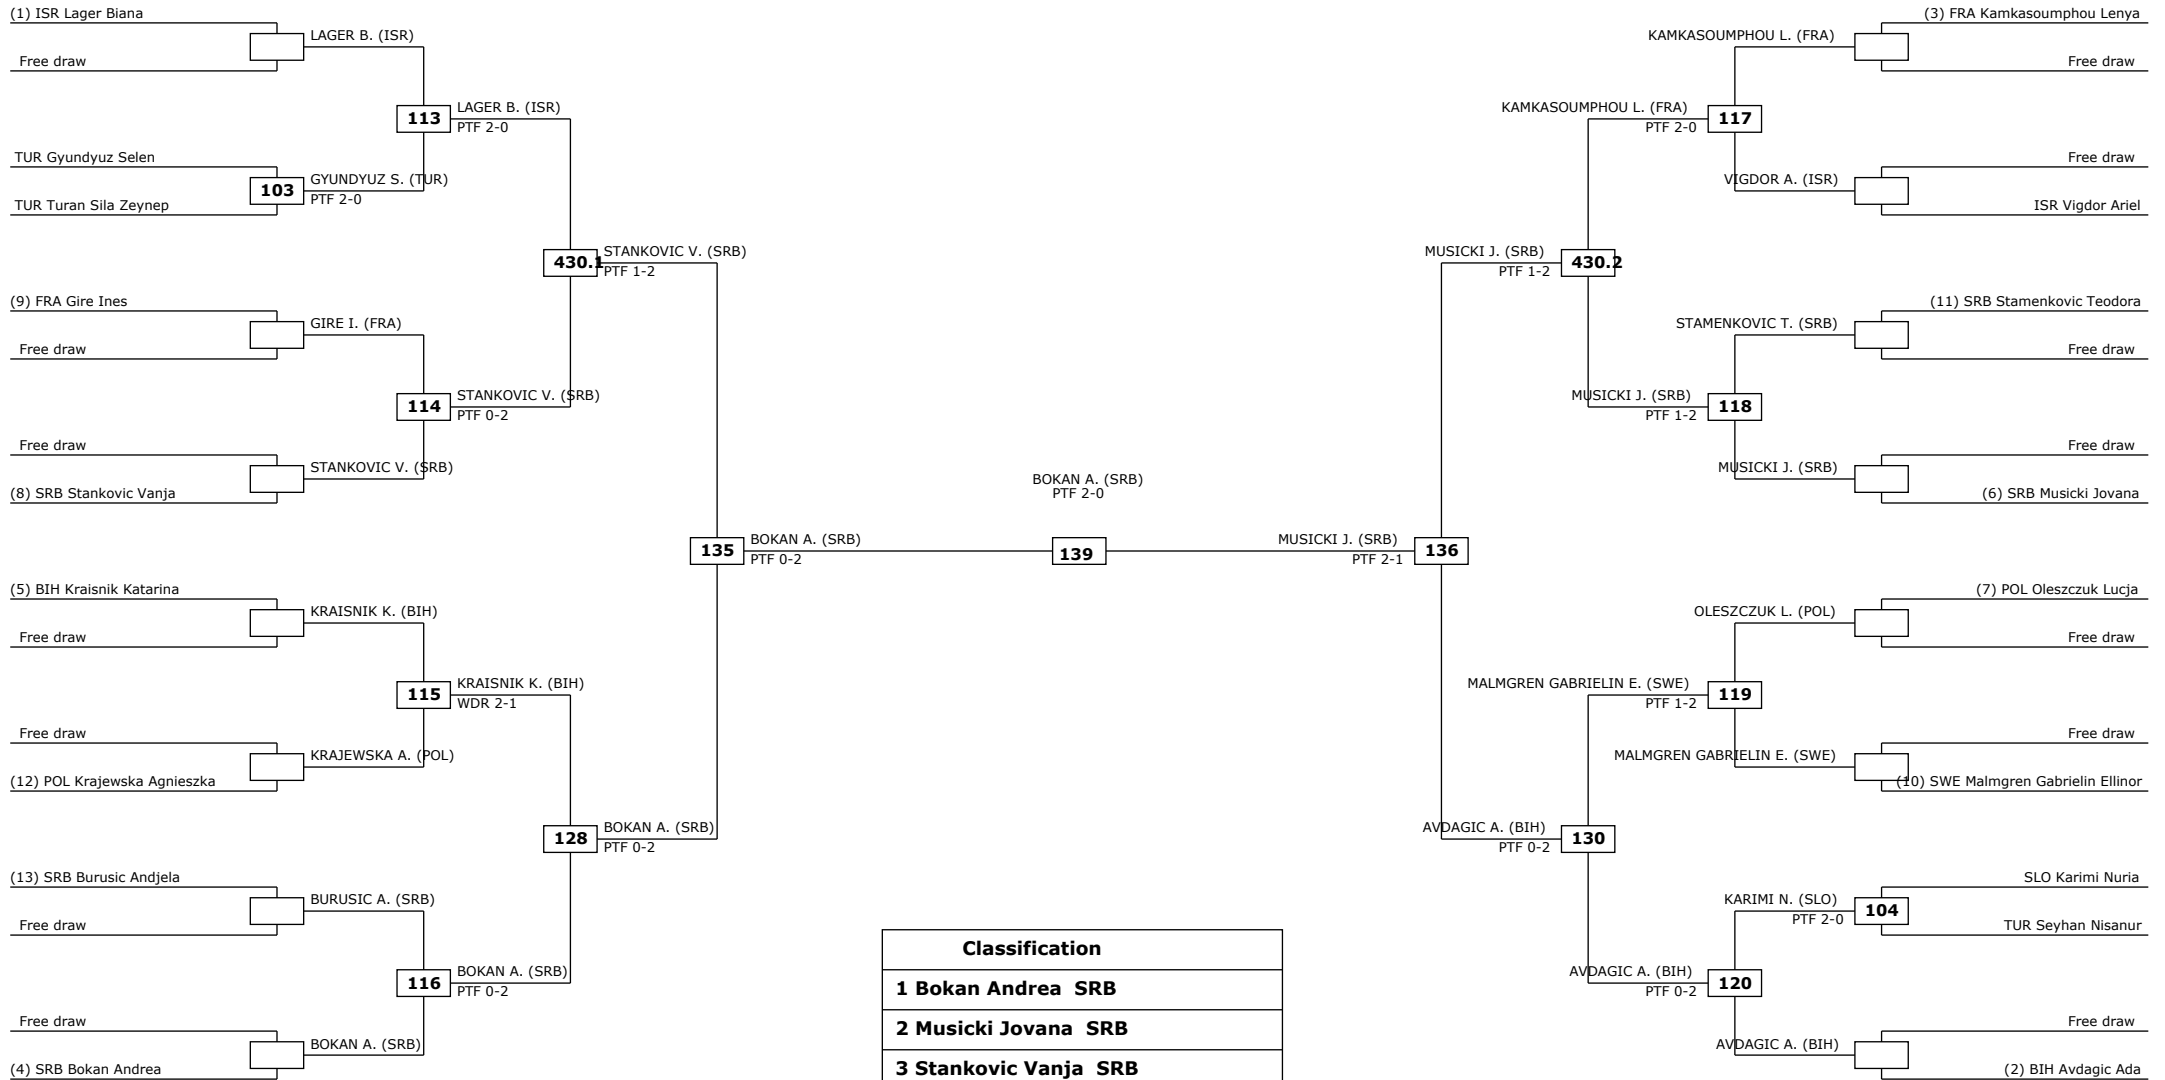 (1) ISR Lager Biana
LAGER B. (ISR)
Free draw
113
LAGER B. (ISR)
PTF 2-0
TUR Gyundyuz Selen
103
GYUNDYUZ S. (TUR)
PTF 2-0
TUR Turan Sila Zeynep
430.1
STANKOVIC V. (SRB)
PTF 1-2
(9) FRA Gire Ines
GIRE I. (FRA)
Free draw
114
STANKOVIC V. (SRB)
PTF 0-2
Free draw
STANKOVIC V. (SRB)
(8) SRB Stankovic Vanja
135
BOKAN A. (SRB)
PTF 0-2
(5) BIH Kraisnik Katarina
KRAISNIK K. (BIH)
Free draw
115
KRAISNIK K. (BIH)
WDR 2-1
Free draw
KRAJEWSKA A. (POL)
(12) POL Krajewska Agnieszka
128
BOKAN A. (SRB)
PTF 0-2
(13) SRB Burusic Andjela
BURUSIC A. (SRB)
Free draw
116
BOKAN A. (SRB)
PTF 0-2
Free draw
BOKAN A. (SRB)
(4) SRB Bokan Andrea
BOKAN A. (SRB)
PTF 2-0
139
(3) FRA Kamkasoumphou Lenya
KAMKASOUMPHOU L. (FRA)
Free draw
KAMKASOUMPHOU L. (FRA)
PTF 2-0
117
Free draw
VIGDOR A. (ISR)
ISR Vigdor Ariel
MUSICKI J. (SRB)
PTF 1-2
430.2
(11) SRB Stamenkovic Teodora
STAMENKOVIC T. (SRB)
Free draw
MUSICKI J. (SRB)
PTF 1-2
118
Free draw
MUSICKI J. (SRB)
(6) SRB Musicki Jovana
MUSICKI J. (SRB)
PTF 2-1
136
(7) POL Oleszczuk Lucja
OLESZCZUK L. (POL)
Free draw
MALMGREN GABRIELIN E. (SWE)
PTF 1-2
119
Free draw
MALMGREN GABRIELIN E. (SWE)
(10) SWE Malmgren Gabrielin Ellinor
AVDAGIC A. (BIH)
PTF 0-2
130
SLO Karimi Nuria
KARIMI N. (SLO)
PTF 2-0
104
TUR Seyhan Nisanur
AVDAGIC A. (BIH)
PTF 0-2
120
Free draw
AVDAGIC A. (BIH)
(2) BIH Avdagic Ada
Classification
1 Bokan Andrea SRB
2 Musicki Jovana SRB
3 Stankovic Vanja SRB